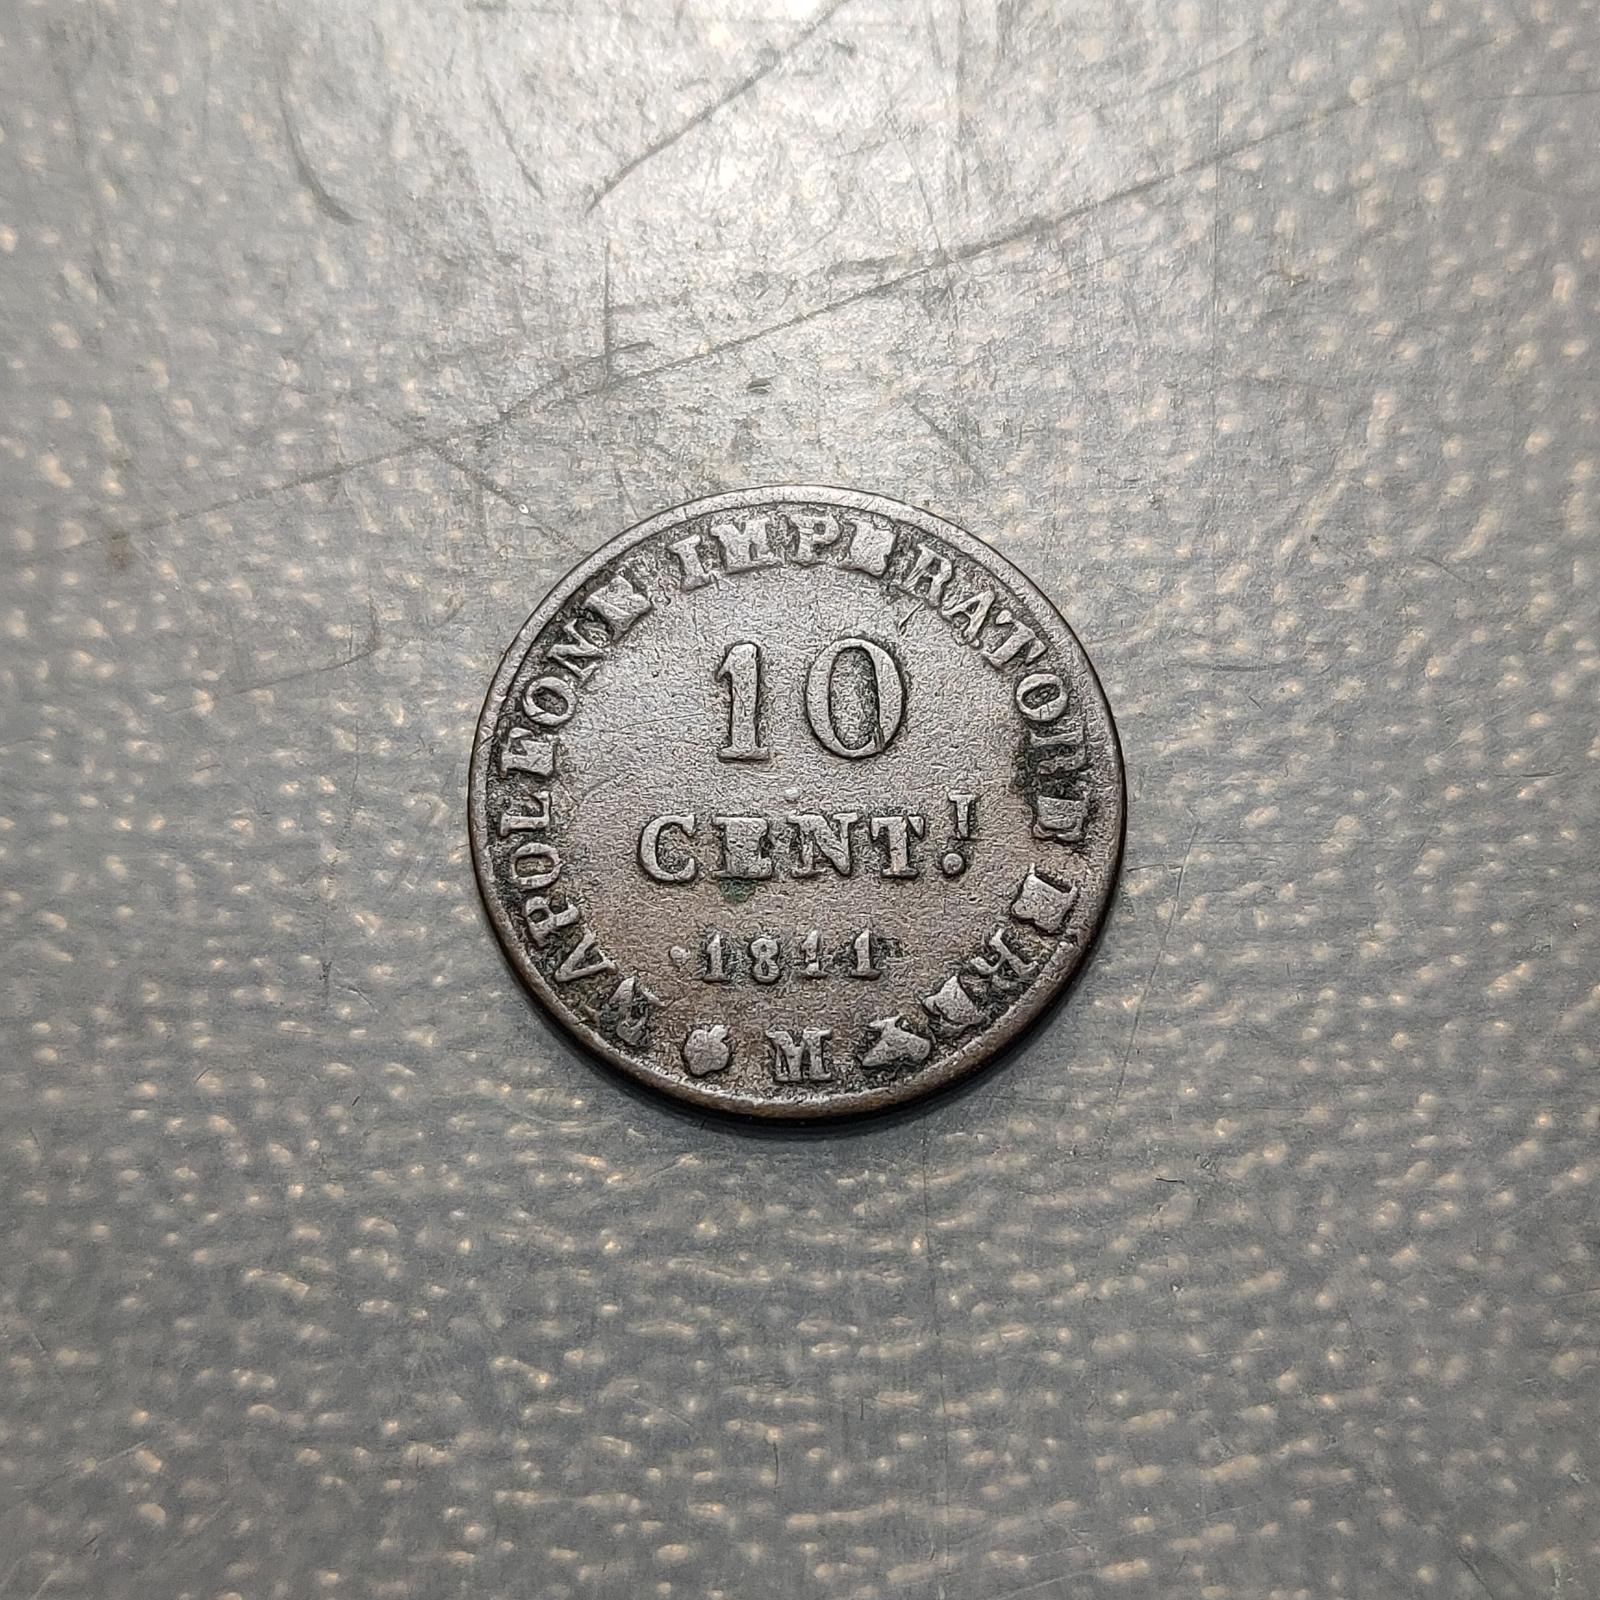 NAPOLEONE IMPERATORE E RE
10
CENT.I
·1811·
M